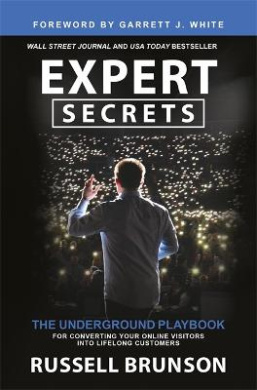 FOREWORD BY GARRETT J. WHITE
WALL STREET JOURNAL AND USA TODAY BESTSELLER
EXPERT
SECRETS
THE UNDERGROUND PLAYBOOK
FOR CONVERTING YOUR ONLINE VISITORS
INTO LIFELONG CUSTOMERS
RUSSELL BRUNSON